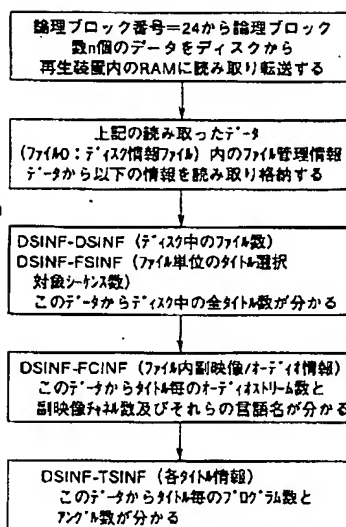 論理ブロック番号=24から論理ブロック
数n個のデータをディスクから
再生装置内のRAMに読み取り転送する
上記の読み取ったデータ
(ファイル0:ディスク情報ファイル)内のファイル管理情報
データから以下の情報を読み取り格納する
DSINF-DSINF (ディスク中のファイル数)
DSINF-FSINF (ファイル単位のタイトル選択
対象シーケンス数)
このデータからディスク中の全タイトル数が分かる
DSINF-FCINF (ファイル内副映像/オーディオ情報)
このデータからタイトル毎のオーディオストリーム数と
副映像チャネル数及びそれらの言語名が分かる
DSINF-TSINF (各タイトル情報)
このデータからタイトル毎のプログラム数と
アングル数が分かる